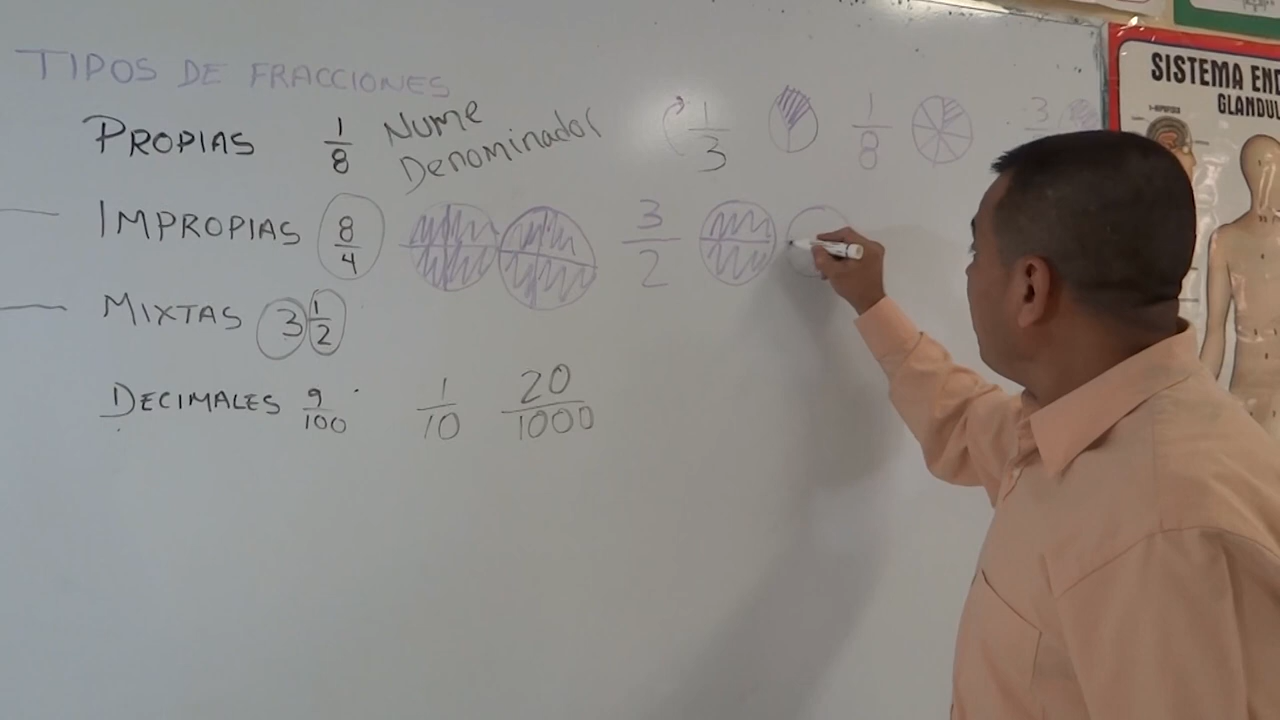 TIPOS DE FRACCIONES
PROPIAS 1/8 Nume Denominador 1/3 1/8 3
IMPROPIAS 8/4 3/2
MIXTAS 3 1/2
DECIMALES 9/100 1/10 20/1000
SISTEMA END
GLANDUL